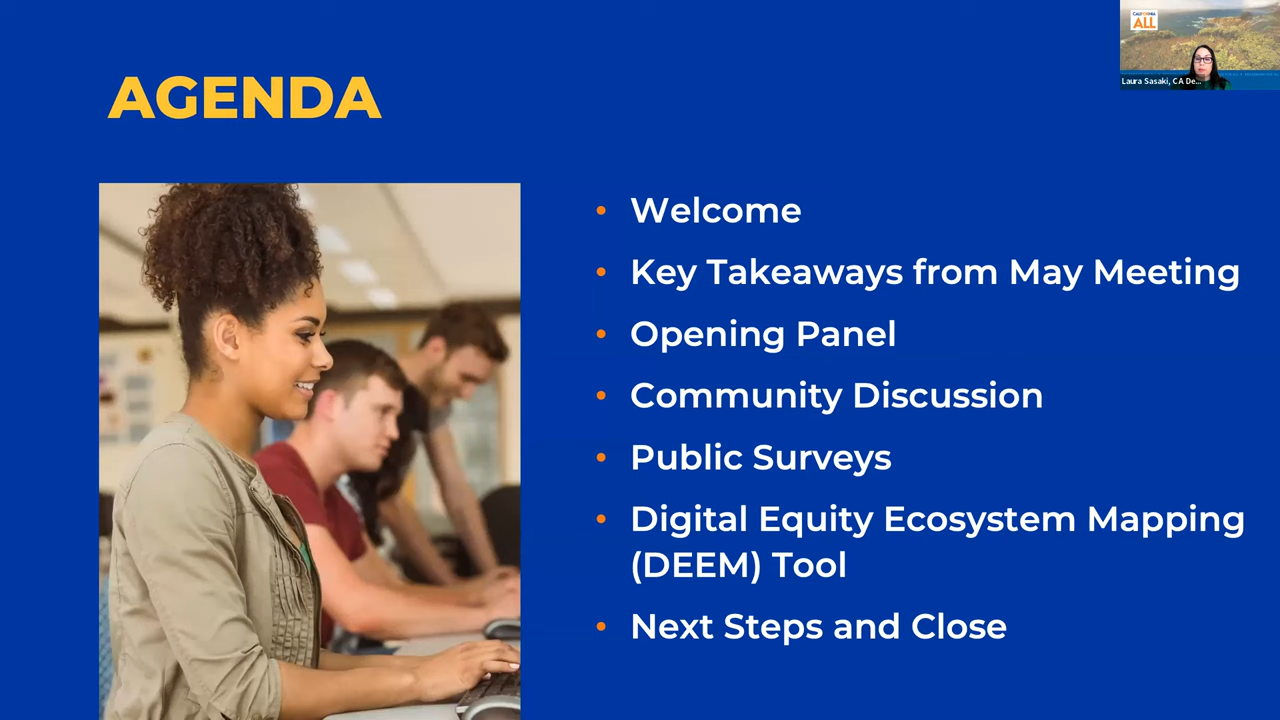 AGENDA
CALIFORNIA
ALL
Laura Sasaki, CA De...
• Welcome
• Key Takeaways from May Meeting
• Opening Panel
• Community Discussion
• Public Surveys
• Digital Equity Ecosystem Mapping
(DEEM) Tool
• Next Steps and Close